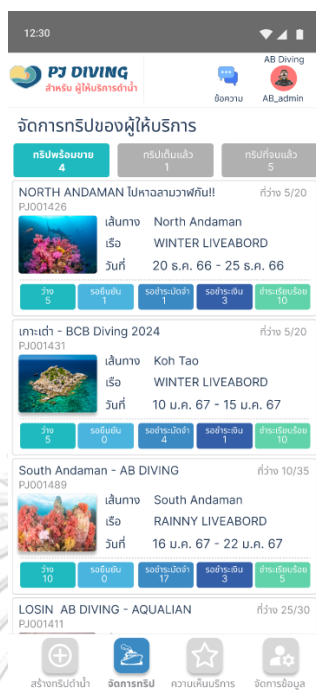 12:30
PJ DIVING
สำหรับ ผู้ให้บริการดำน้ำ
ข้อความ
AB Diving
AB_admin
จัดการทริปของผู้ให้บริการ
ทริปพร้อมขาย
4
ทริปเต็มแล้ว
1
ทริปที่จบแล้ว
5
NORTH ANDAMAN ไปหาฉลามวาฬกัน!!
ที่ว่าง 5/20
PJ001426
เส้นทาง North Andaman
เรือ WINTER LIVEABORD
วันที่ 20 ธ.ค. 66 - 25 ธ.ค. 66
ว่าง
5
รอยืนยัน
1
รอชำระมัดจำ
1
รอชำระเงิน
3
ชำระเรียบร้อย
10
เกาะเต่า - BCB Diving 2024
ที่ว่าง 5/20
PJ001431
เส้นทาง Koh Tao
เรือ WINTER LIVEABORD
วันที่ 10 ม.ค. 67 - 15 ม.ค. 67
ว่าง
5
รอยืนยัน
0
รอชำระมัดจำ
4
รอชำระเงิน
1
ชำระเรียบร้อย
10
South Andaman - AB DIVING
ที่ว่าง 10/35
PJ001489
เส้นทาง South Andaman
เรือ RAINNY LIVEABORD
วันที่ 16 ม.ค. 67 - 22 ม.ค. 67
ว่าง
10
รอยืนยัน
0
รอชำระมัดจำ
17
รอชำระเงิน
3
ชำระเรียบร้อย
5
LOSIN AB DIVING - AQUALIAN
ที่ว่าง 25/30
PJ001411
สร้างทริปดำน้ำ
จัดการทริป
ความเห็นบริการ
จัดการข้อมูล